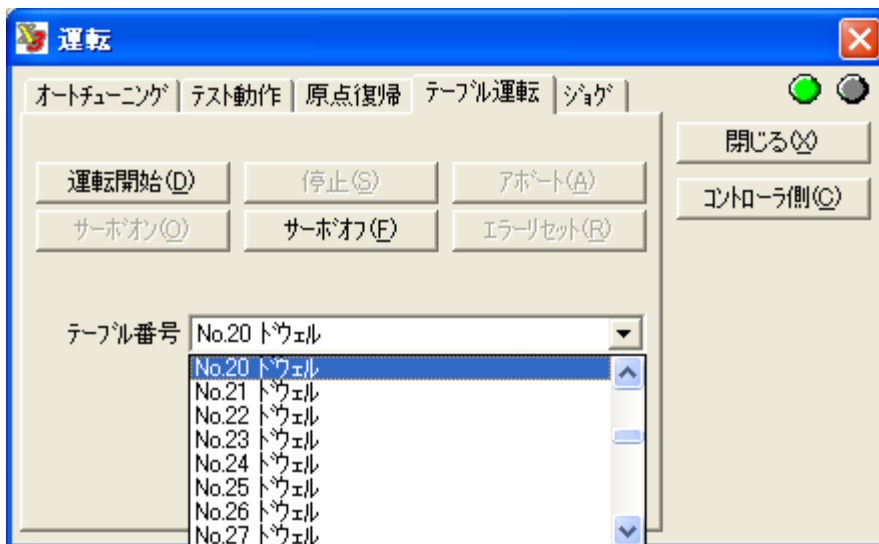 運転
オートチューニング テスト動作 原点復帰 テーブル運転 ジョグ
閉じる(X)
運転開始(D) 停止(S) アボート(A)
コントローラ側(C)
サーボオン(O) サーボオフ(F) エラーリセット(R)
テーブル番号 No.20 ドウェル
No.20 ドウェル
No.21 ドウェル
No.22 ドウェル
No.23 ドウェル
No.24 ドウェル
No.25 ドウェル
No.26 ドウェル
No.27 ドウェル